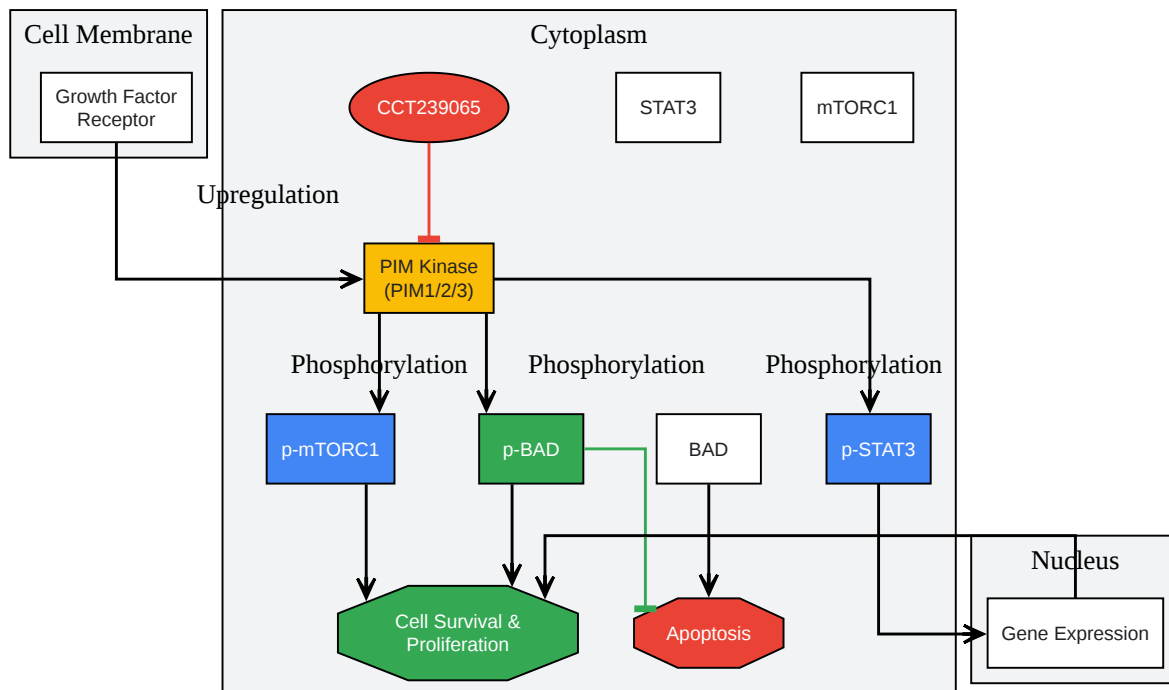 Cell Membrane
Cytoplasm
Growth Factor
Receptor
CCT239065
STAT3
mTORC1
Upregulation
PIM Kinase
(PIM1/2/3)
Phosphorylation
Phosphorylation
Phosphorylation
p-mTORC1
p-BAD
BAD
p-STAT3
Nucleus
Cell Survival &
Proliferation
Apoptosis
Gene Expression